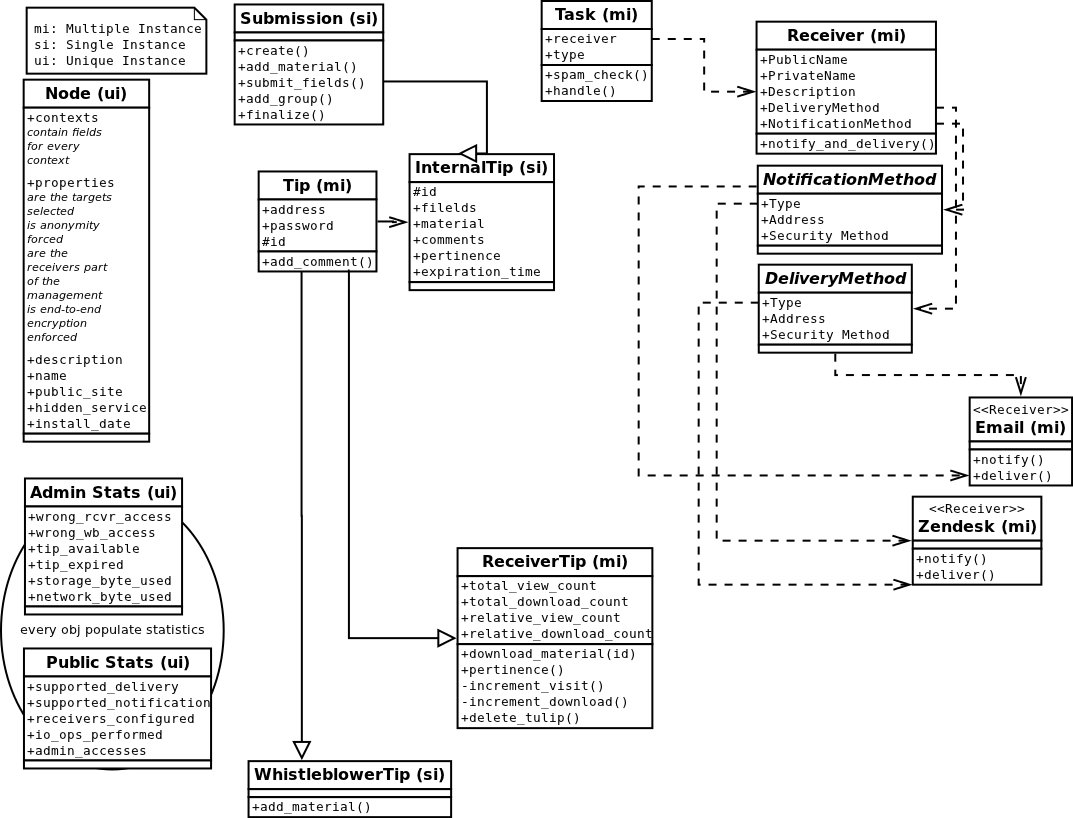 mi: Multiple Instance
si: Single Instance
ui: Unique Instance
Node (ui)
+contexts
contain fields
for every
context
+properties
are the targets
selected
is anonymity
forced
are the
receivers part
of the
management
is end-to-end
encryption
enforced
+description
+name
+public_site
+hidden_service
+install_date
Submission (si)
+create()
+add_material()
+submit_fields()
+add_group()
+finalize()
Tip (mi)
+address
+password
#id
+add_comment()
InternalTip (si)
#id
+fileds
+material
+comments
+pertinence
+expiration_time
Task (mi)
+receiver
+type
+spam_check()
+handle()
Receiver (mi)
+PublicName
+PrivateName
+Description
+DeliveryMethod
+NotificationMethod
+notify_and_delivery()
NotificationMethod
+Type
+Address
+Security Method
DeliveryMethod
+Type
+Address
+Security Method
<<Receiver>>
Email (mi)
+notify()
+deliver()
<<Receiver>>
Zendesk (mi)
+notify()
+deliver()
Admin Stats (ui)
+wrong_rcvr_access
+wrong_wb_access
+tip_available
+tip_expired
+storage_byte_used
+network_byte_used
every obj populate statistics
Public Stats (ui)
+supported_delivery
+supported_notification
+receivers_configured
+io_ops_performed
+admin_accesses
ReceiverTip (mi)
+total_view_count
+total_download_count
+relative_view_count
+relative_download_count
+download_material(id)
+pertinence()
-increment_visit()
-increment_download()
+delete_tulip()
WhistleblowerTip (si)
+add_material()